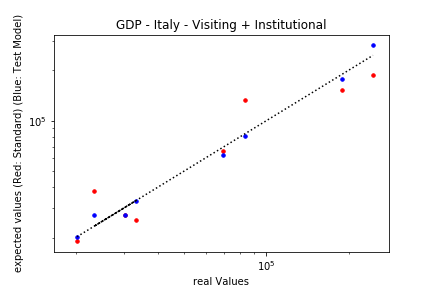 GDP - Italy - Visiting + Institutional
expected values (Red: Standard) (Blue: Test Model)
10⁵
10⁵
real Values